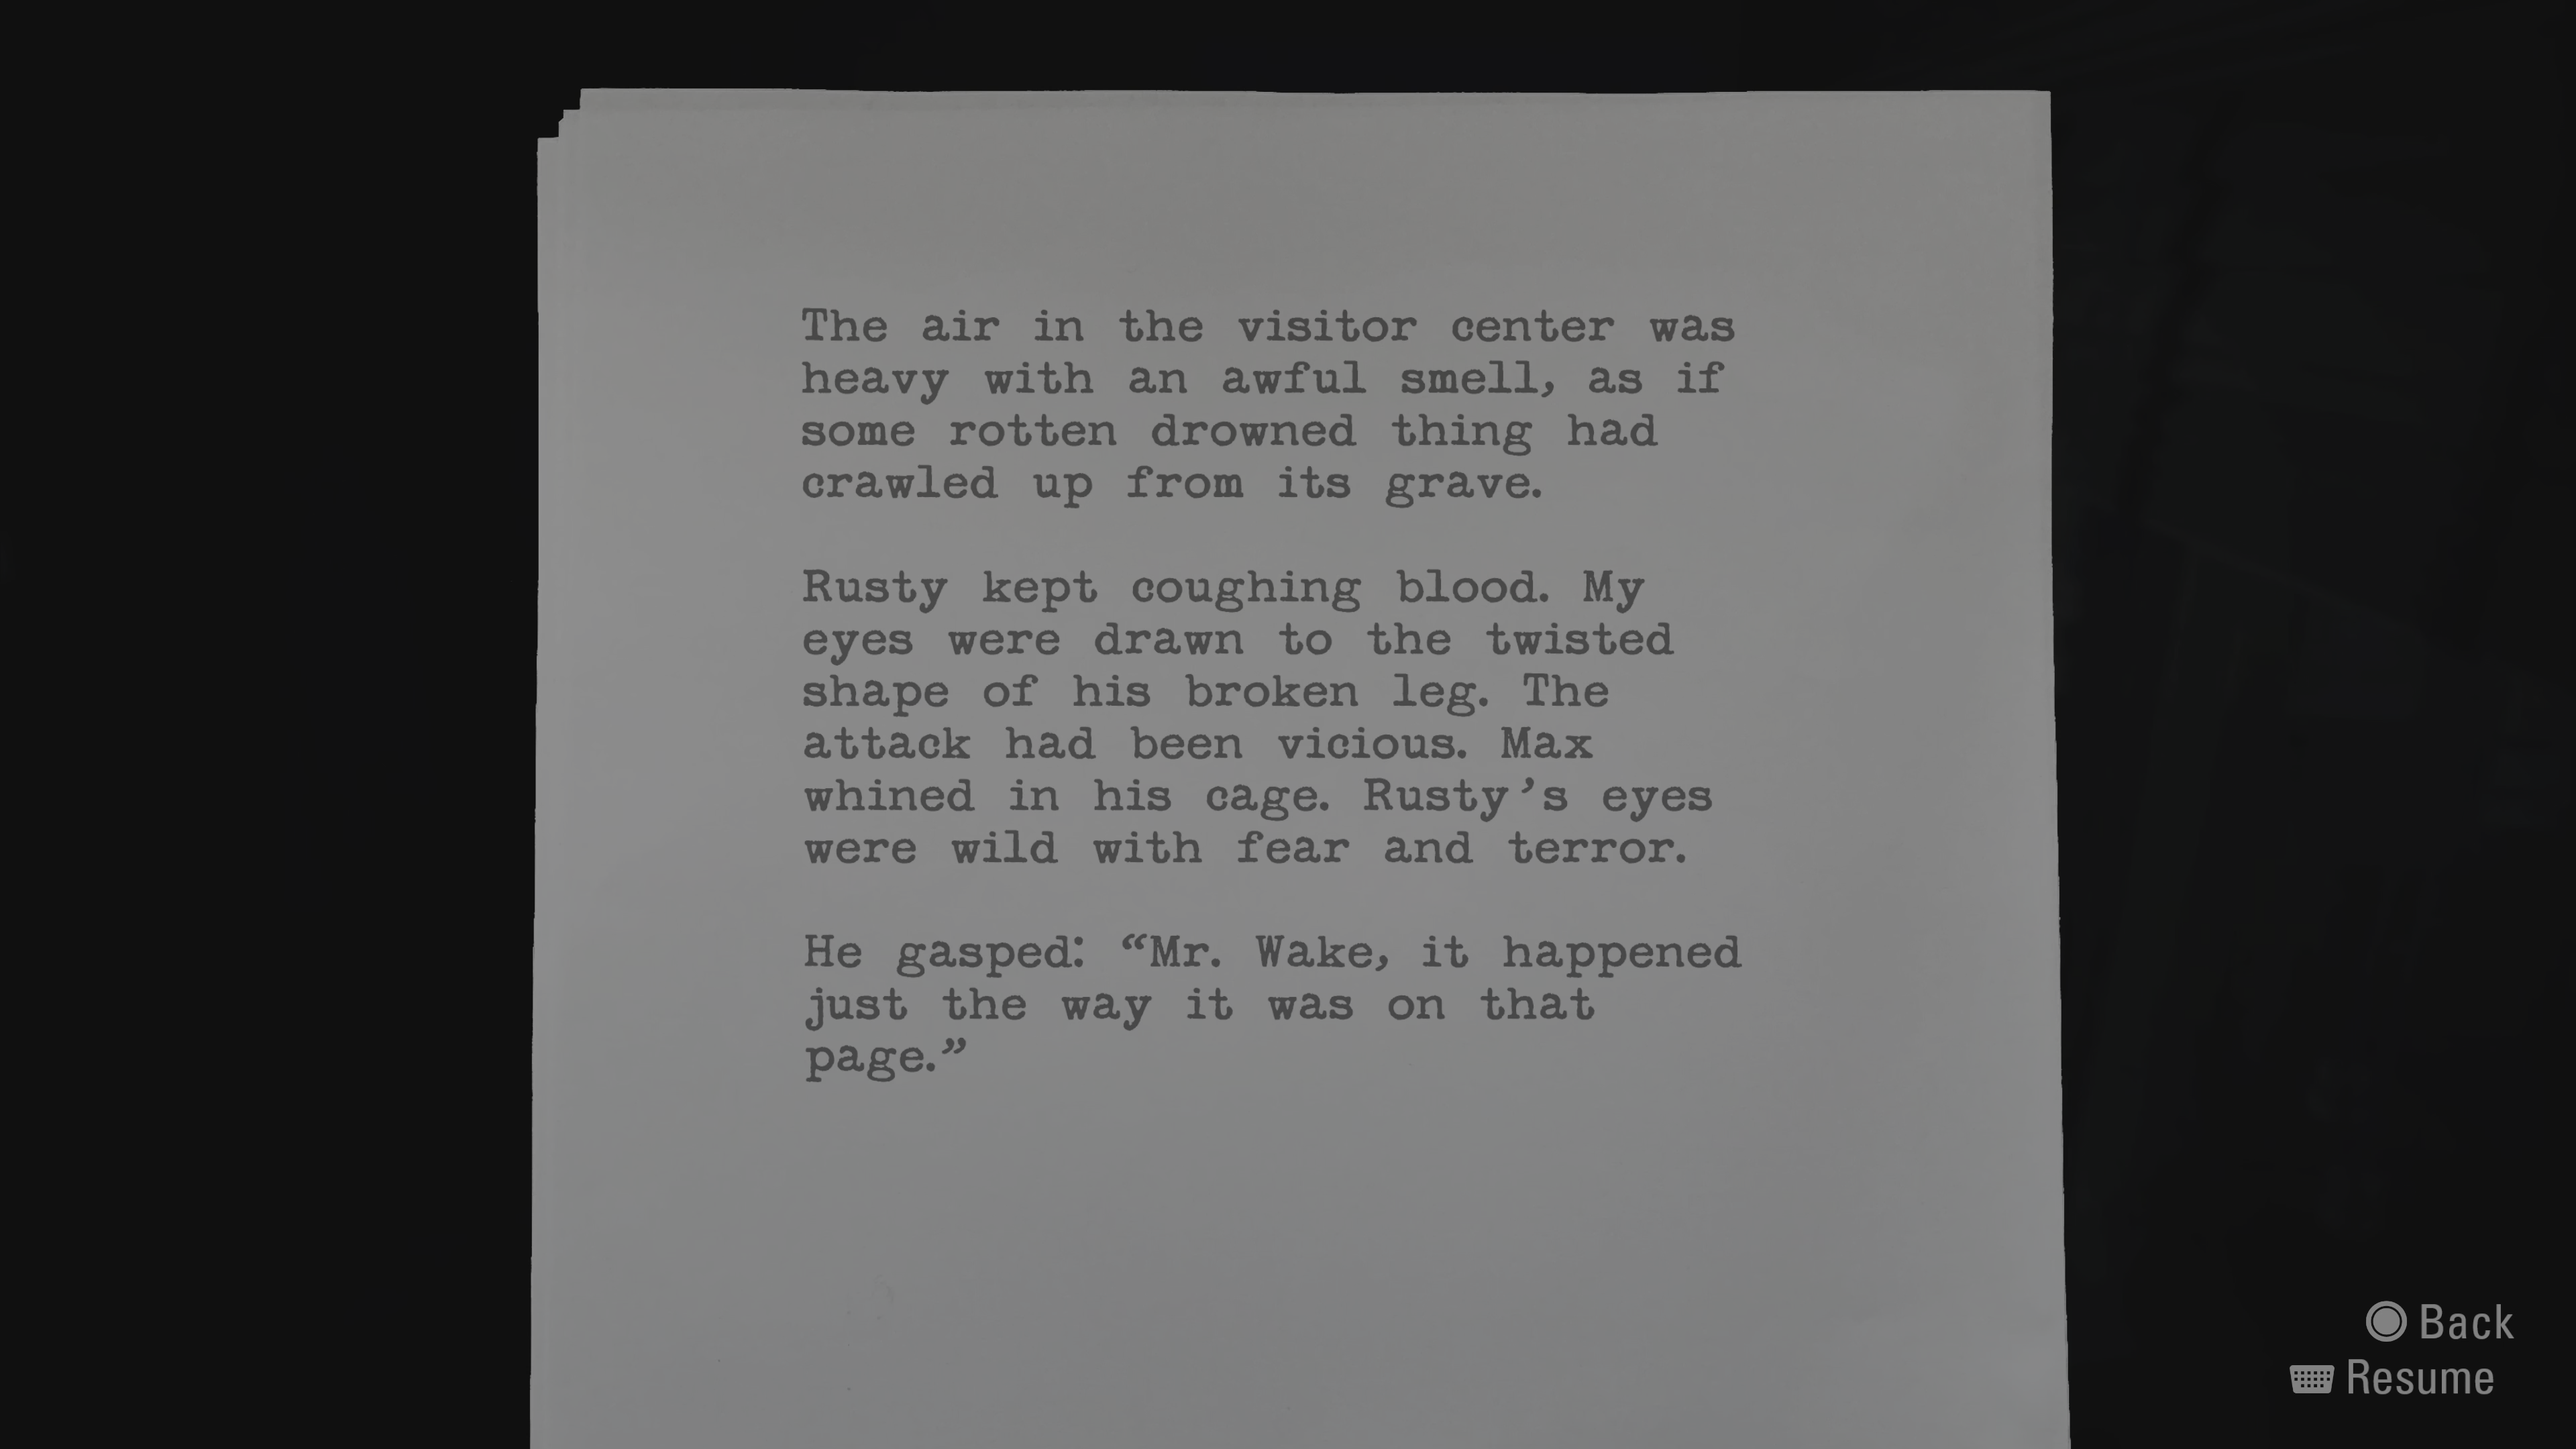 The air in the visitor center was
heavy with an awful smell, as if
some rotten drowned thing had
crawled up from its grave.
Rusty kept coughing blood. My
eyes were drawn to the twisted
shape of his broken leg. The
attack had been vicious. Max
whined in his cage. Rusty’s eyes
were wild with fear and terror.
He gasped: “Mr. Wake, it happened
just the way it was on that
page.”
Back
Resume